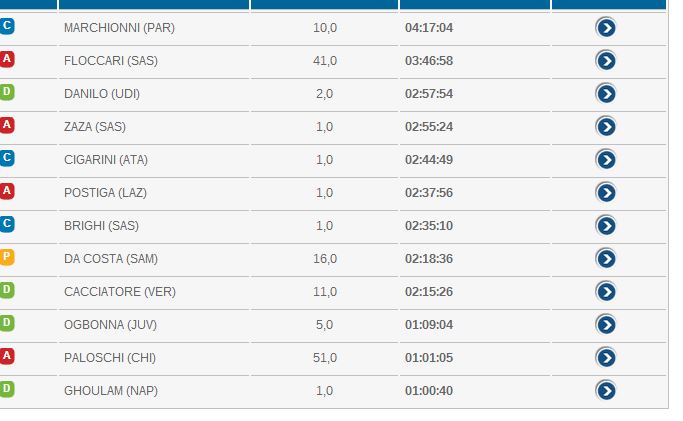 C MARCHIONNI (PAR) 10,0 04:17:04
A FLOCCARI (SAS) 41,0 03:46:58
D DANILO (UDI) 2,0 02:57:54
A ZAZA (SAS) 1,0 02:55:24
C CIGARINI (ATA) 1,0 02:44:49
A POSTIGA (LAZ) 1,0 02:37:56
C BRIGHI (SAS) 1,0 02:35:10
P DA COSTA (SAM) 16,0 02:18:36
D CACCIATORE (VER) 11,0 02:15:26
D OGBONNA (JUV) 5,0 01:09:04
A PALOSCHI (CHI) 51,0 01:01:05
D GHOULAM (NAP) 1,0 01:00:40